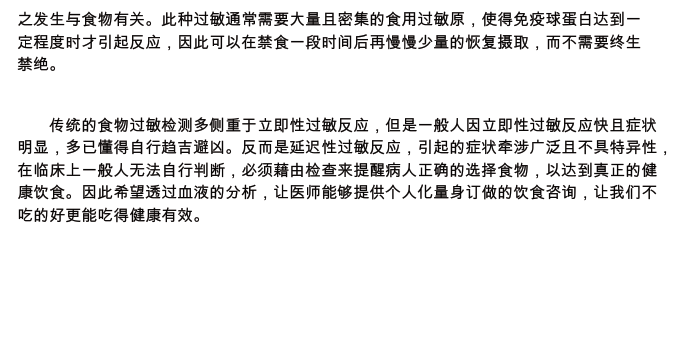 之发生与食物有关。此种过敏通常需要大量且密集的食用过敏原，使得免疫球蛋白达到一
定程度时才引起反应，因此可以在禁食一段时间后再慢慢少量的恢复摄取，而不需要终生
禁绝。
传统的食物过敏检测多侧重于立即性过敏反应，但是一般人因立即性过敏反应快且症状
明显，多已懂得自行趋吉避凶。反而是延迟性过敏反应，引起的症状牵涉广泛且不具特异性，
在临床上一般人无法自行判断，必须藉由检查来提醒病人正确的选择食物，以达到真正的健
康饮食。因此希望透过血液的分析，让医师能够提供个人化量身订做的饮食咨询，让我们不
吃的好更能吃得健康有效。